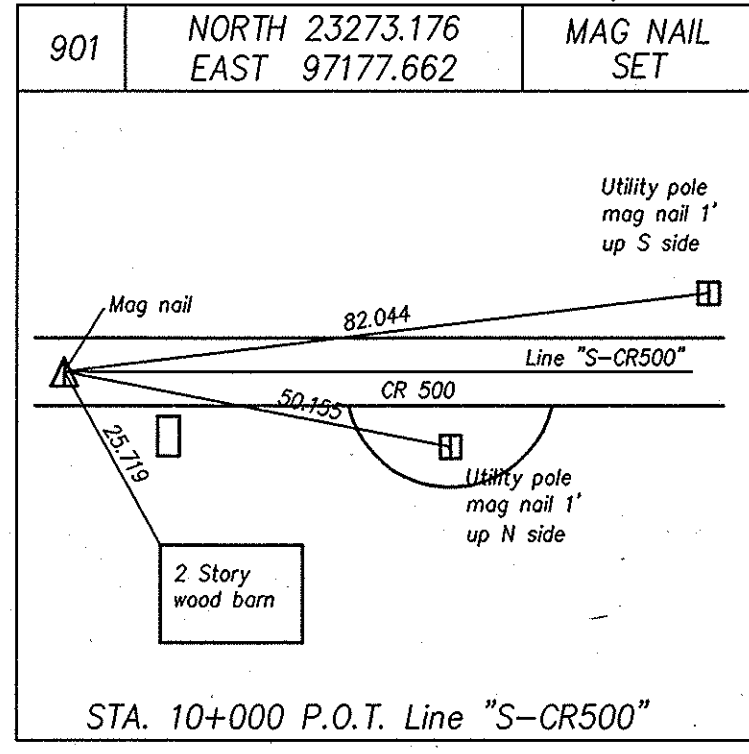 901
NORTH 23273.176
EAST 97177.662
MAG NAIL
SET
Utility pole
mag nail 1'
up S side
Mag nail
82.044
Line "S-CR500"
CR 500
50.155
25.719
Utility pole
mag nail 1'
up N side
2 Story
wood barn
STA. 10+000 P.O.T. Line "S-CR500"